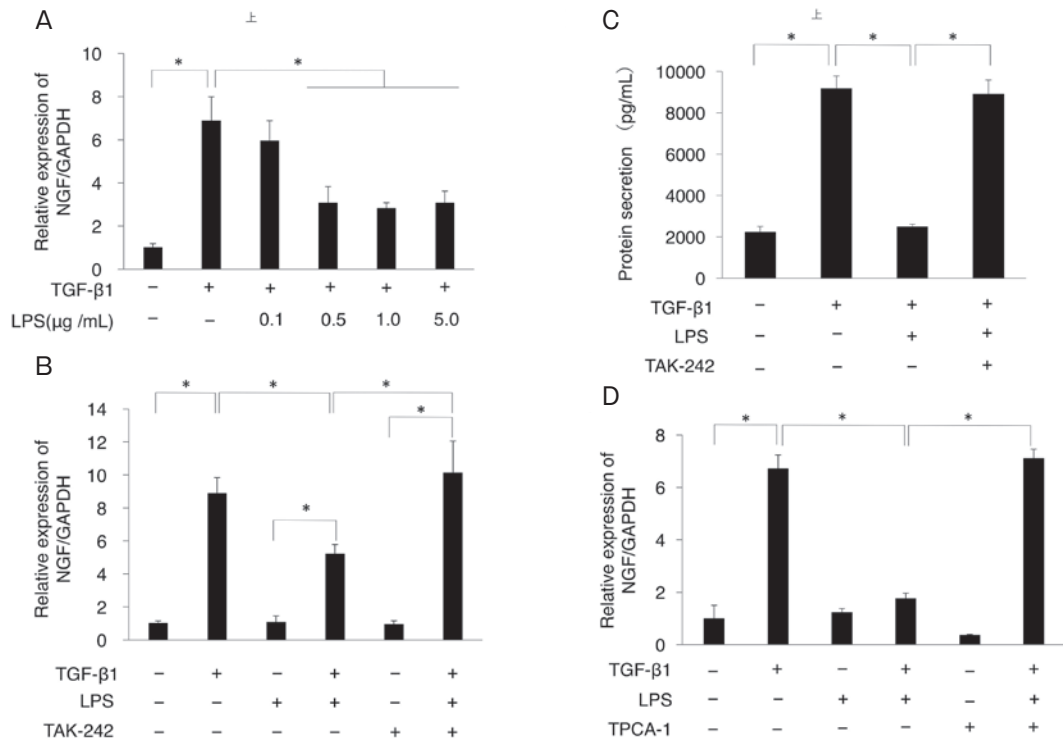 A
上
Relative expression of
NGF/GAPDH
10
8
6
4
2
0
*
*
TGF-β1 – + + + + +
LPS(μg /mL) – – 0.1 0.5 1.0 5.0
B
Relative expression of
NGF/GAPDH
14
12
10
8
6
4
2
0
*
*
*
*
*
TGF-β1 – + – + – +
LPS – – + + – +
TAK-242 – – – – + +
C
上
Protein secretion (pg/mL)
10000
8000
6000
4000
2000
0
*
*
*
TGF-β1 – + + +
LPS – – + +
TAK-242 – – – +
D
Relative expression of
NGF/GAPDH
8
6
4
2
0
*
*
*
TGF-β1 – + – + – +
LPS – – + + – +
TPCA-1 – – – – + +